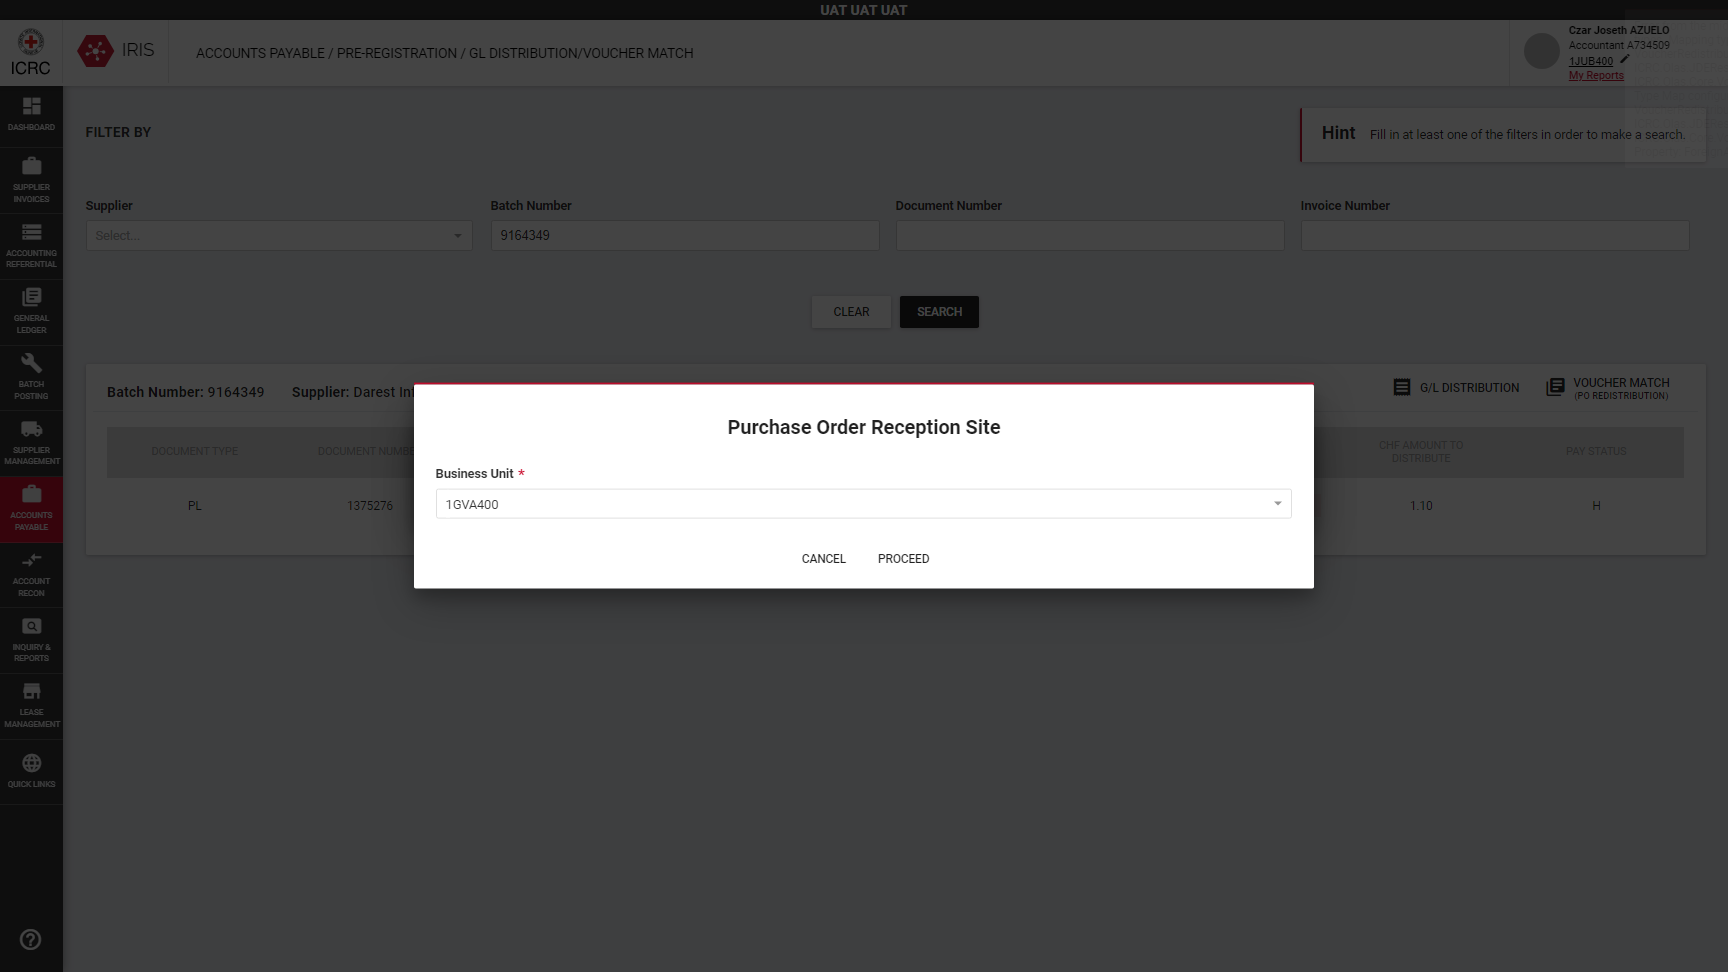 UAT UAT UAT
ICRC
IRIS
ACCOUNTS PAYABLE / PRE-REGISTRATION / GL DISTRIBUTION/VOUCHER MATCH
Czar Joseth AZUELO
Accountant A734509
1JUB400
My Reports
DASHBOARD
SUPPLIER
INVOICES
ACCOUNTING
REFERENTIAL
GENERAL
LEDGER
BATCH
POSTING
SUPPLIER
MANAGEMENT
ACCOUNTS
PAYABLE
ACCOUNT
RECON
INQUIRY &
REPORTS
LEASE
MANAGEMENT
QUICK LINKS
FILTER BY
Hint Fill in at least one of the filters in order to make a search.
Supplier
Select...
Batch Number
9164349
Document Number
Invoice Number
CLEAR
SEARCH
Batch Number: 9164349 Supplier: Darest Int
G/L DISTRIBUTION
VOUCHER MATCH
(PO REDISTRIBUTION)
DOCUMENT TYPE
DOCUMENT NUMBE
CHF AMOUNT TO
DISTRIBUTE
PAY STATUS
PL
1375276
1.10
H
Purchase Order Reception Site
Business Unit *
1GVA400
CANCEL
PROCEED